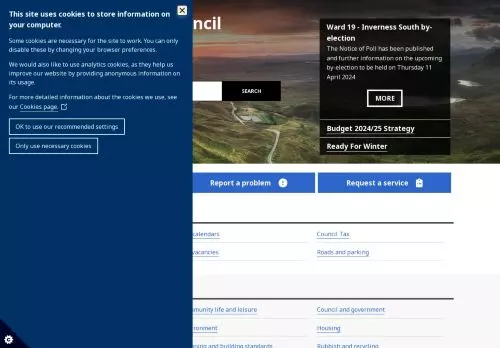 This site uses cookies to store information on
your computer.
Some cookies are necessary for the site to work. You can only
disable these by changing your browser preferences.
We would also like to use analytics cookies, as they help us
improve our website by providing anonymous information on
its usage.
For more detailed information about the cookies we use, see
our Cookies page.
OK to use our recommended settings
Only use necessary cookies
ncil
SEARCH
Ward 19 - Inverness South by-
election
The Notice of Poll has been published
and further information on the upcoming
by-election to be held on Thursday 11
April 2024
MORE
Budget 2024/25 Strategy
Ready For Winter
Report a problem
Request a service
calendars
Council Tax
vacancies
Roads and parking
munity life and leisure
Council and government
ronment
Housing
ning and building standards
Rubbish and recycling